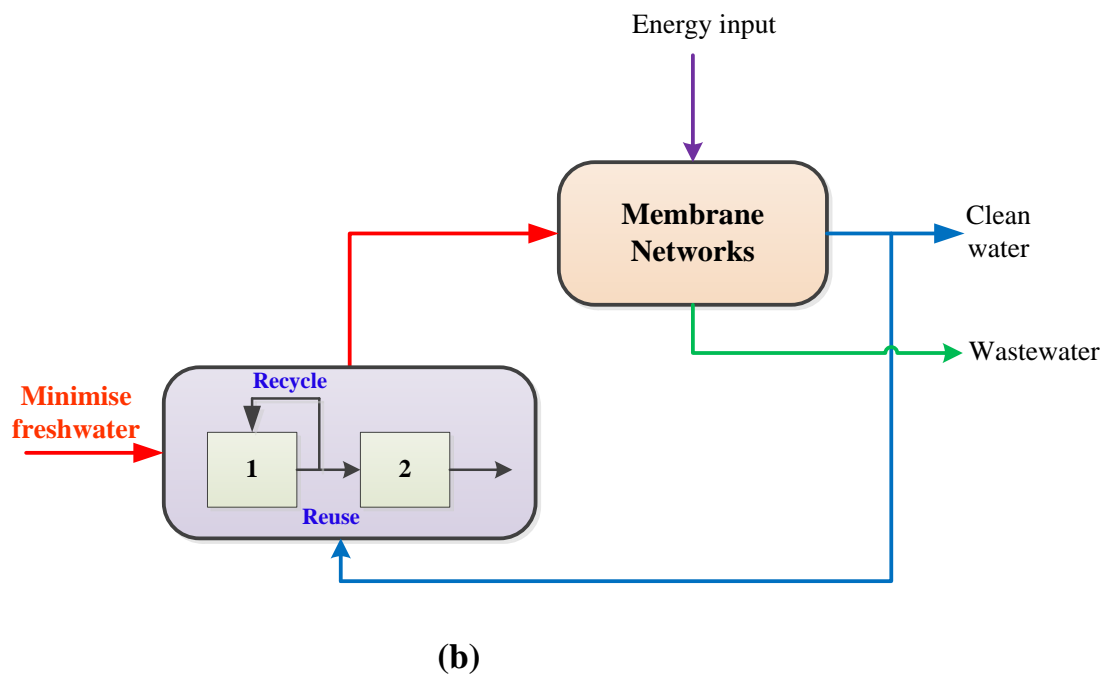 Energy input
Membrane
Networks
Clean
water
Wastewater
Minimise
freshwater
Recycle
1
2
Reuse
(b)